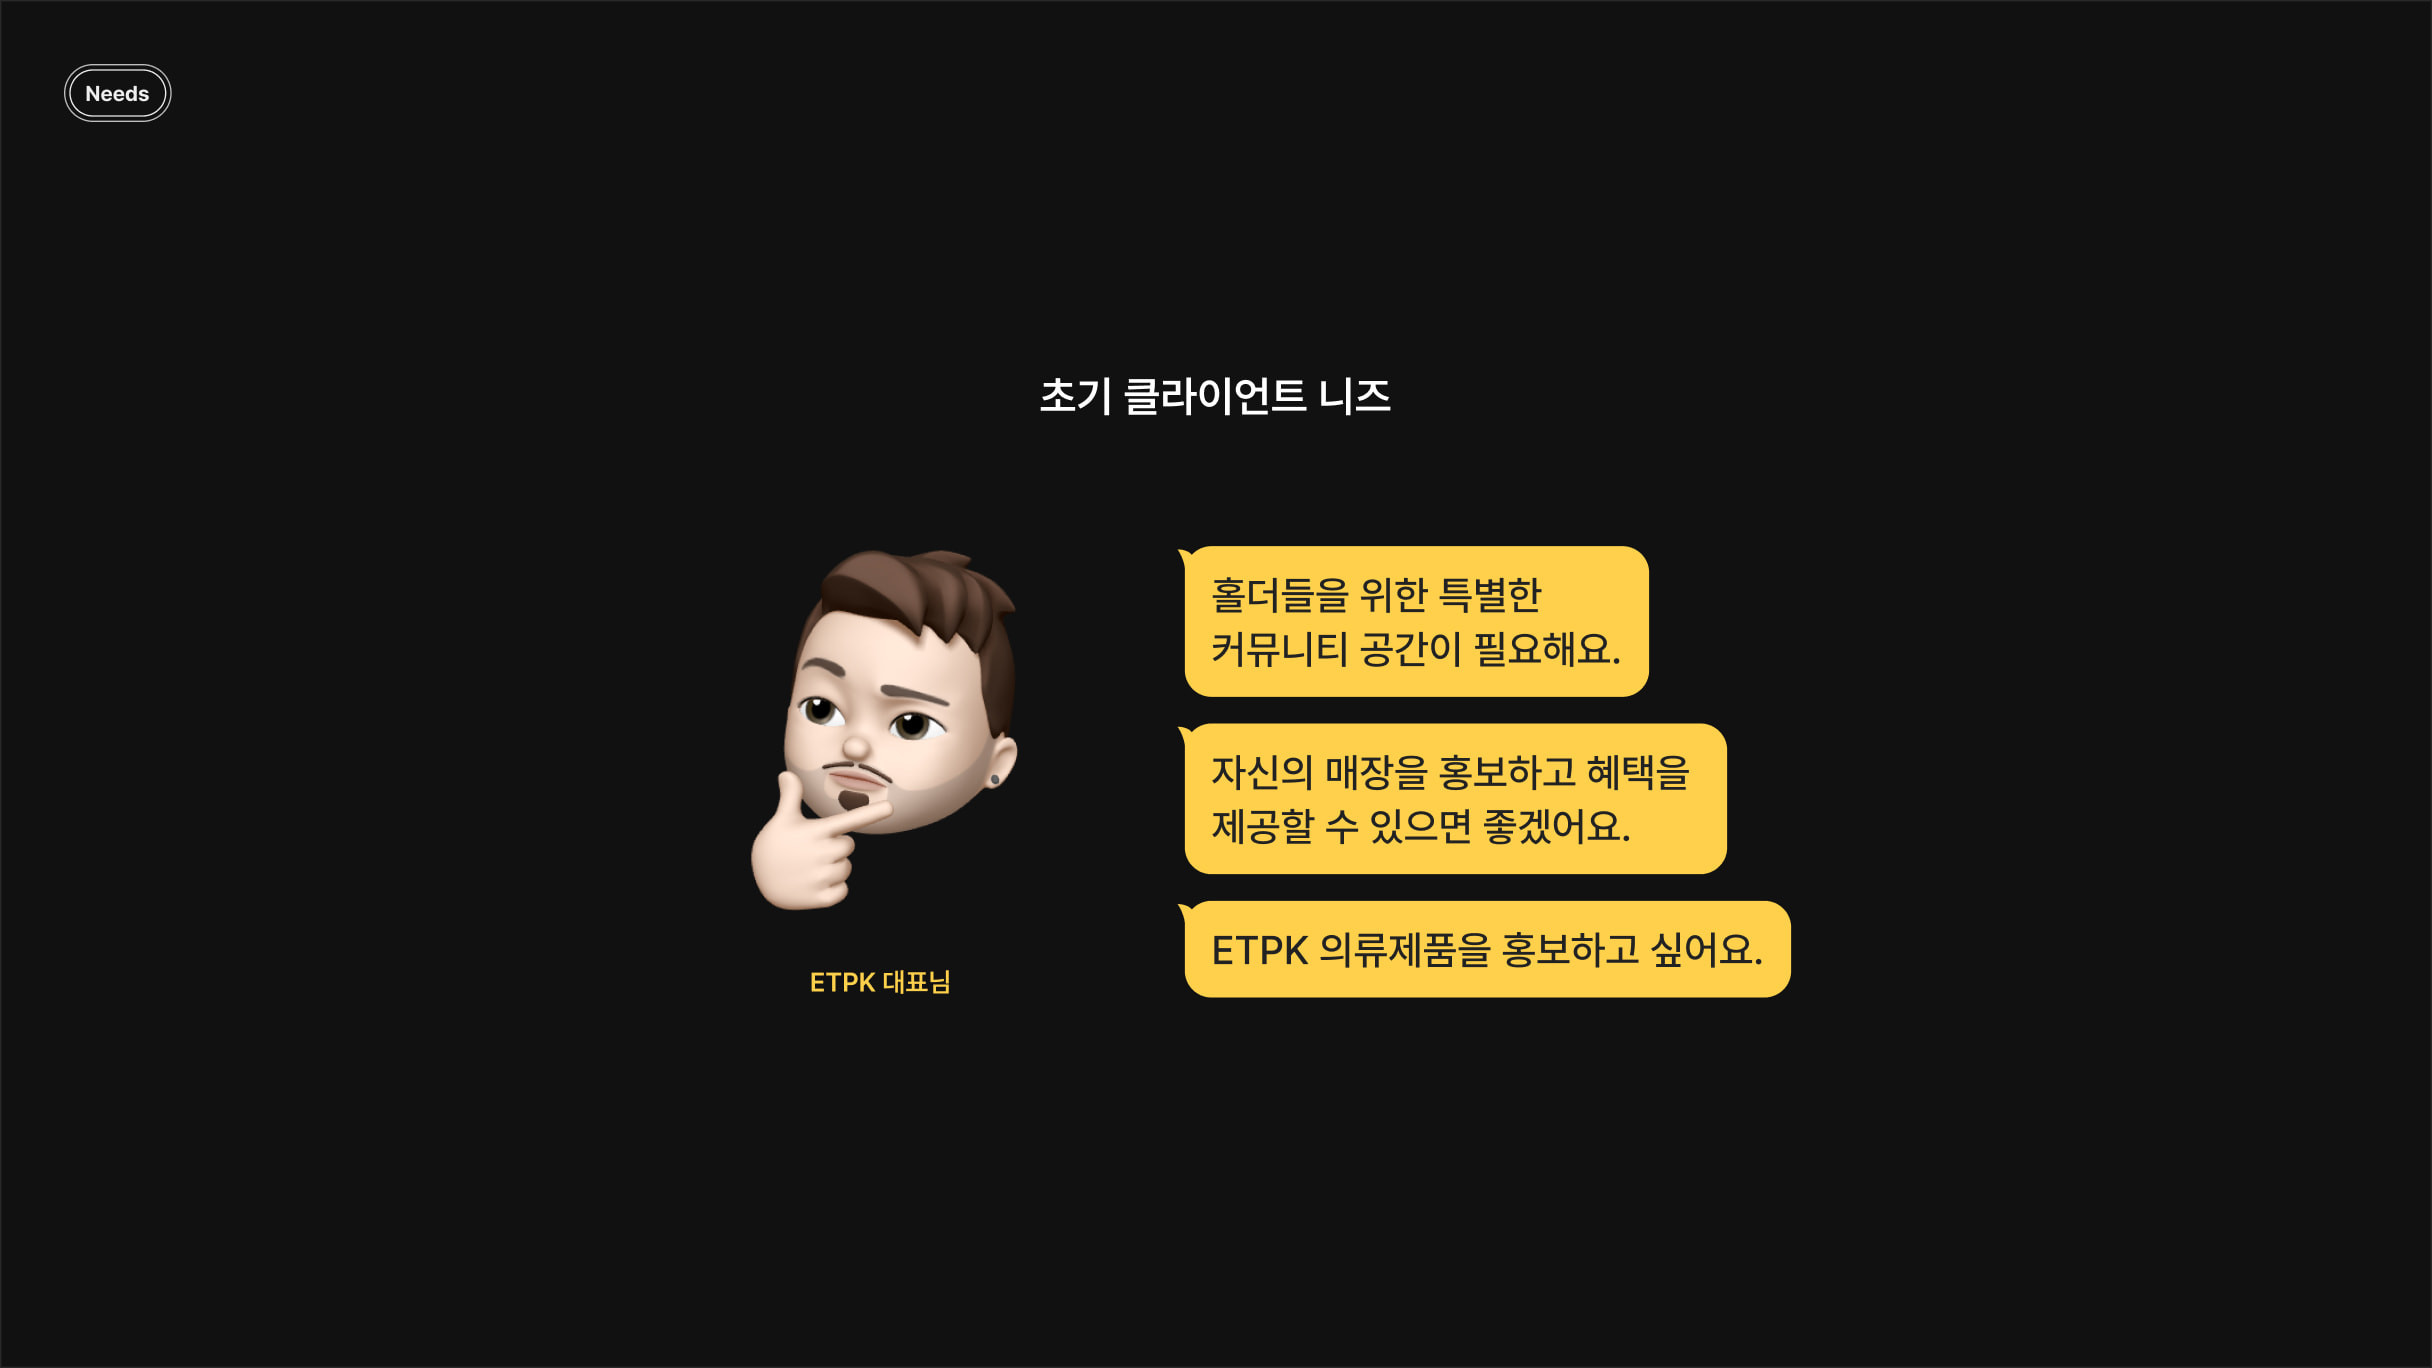 Needs
초기 클라이언트 니즈
홀더들을 위한 특별한
커뮤니티 공간이 필요해요.
자신의 매장을 홍보하고 혜택을
제공할 수 있으면 좋겠어요.
ETPK 의류제품을 홍보하고 싶어요.
ETPK 대표님